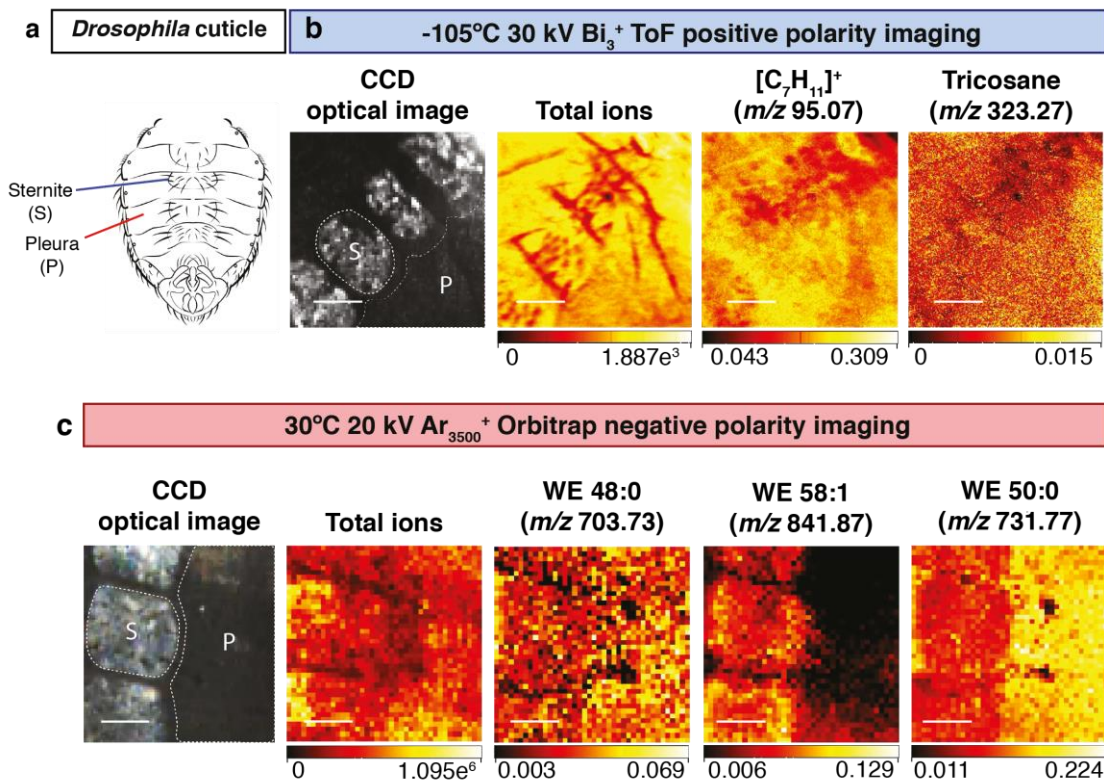 a
Drosophila cuticle
b
-105ºC 30 kV Bi₃⁺ ToF positive polarity imaging
CCD
optical image
Total ions
[C₇H₁₁]⁺
(m/z 95.07)
Tricosane
(m/z 323.27)
Sternite
(S)
Pleura
(P)
S
P
0 1.887e³
0.043 0.309
0 0.015
c
30ºC 20 kV Ar₃₅₀₀⁺ Orbitrap negative polarity imaging
CCD
optical image
Total ions
WE 48:0
(m/z 703.73)
WE 58:1
(m/z 841.87)
WE 50:0
(m/z 731.77)
S
P
0 1.095e⁶
0.003 0.069
0.006 0.129
0.011 0.224